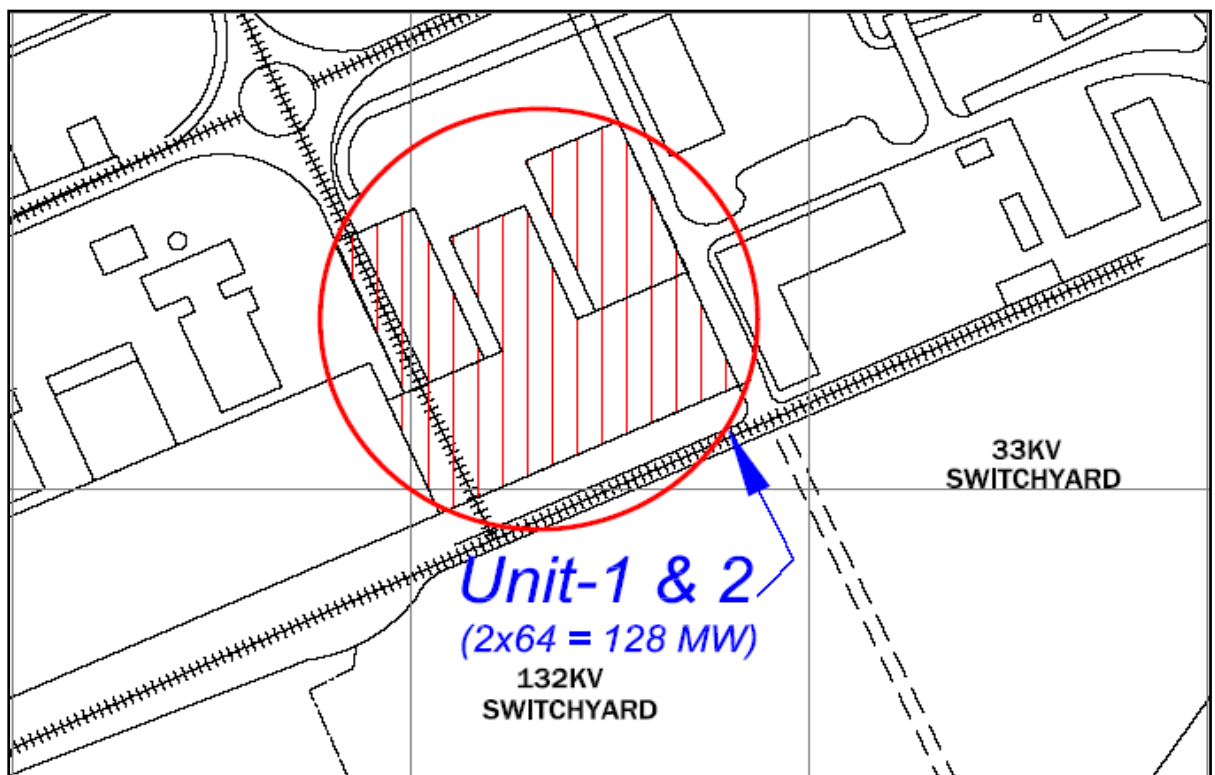 33KV
SWITCHYARD
Unit-1 & 2
(2x64 = 128 MW)
132KV
SWITCHYARD